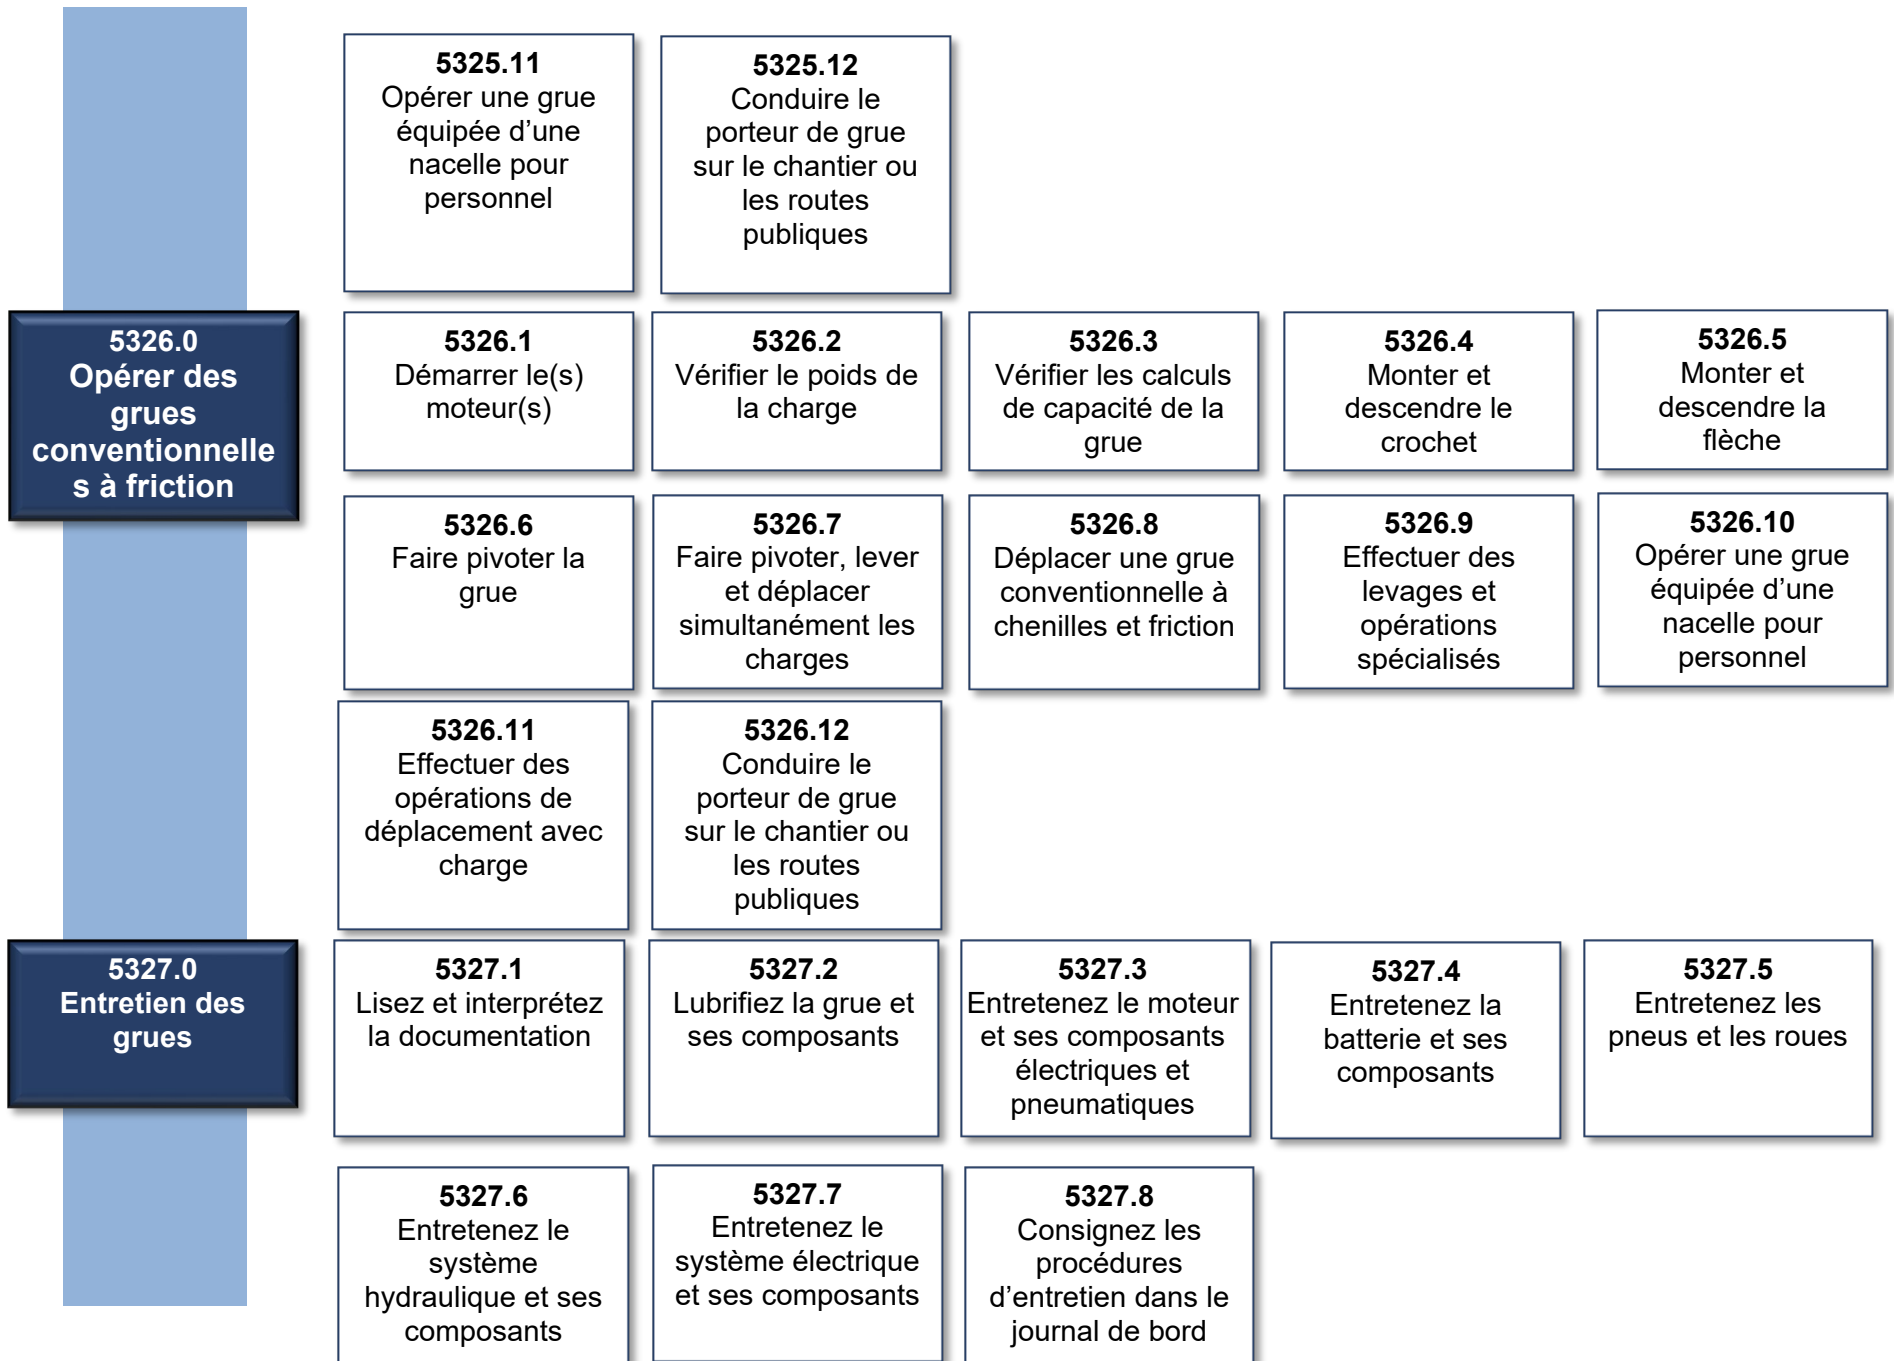 5325.11
Opérer une grue
équipée d’une
nacelle pour
personnel
5325.12
Conduire le
porteur de grue
sur le chantier ou
les routes
publiques
5326.0
Opérer des
grues
conventionnelle
s à friction
5326.1
Démarrer le(s)
moteur(s)
5326.2
Vérifier le poids de
la charge
5326.3
Vérifier les calculs
de capacité de la
grue
5326.4
Monter et
descendre le
crochet
5326.5
Monter et
descendre la
flèche
5326.6
Faire pivoter la
grue
5326.7
Faire pivoter, lever
et déplacer
simultanément les
charges
5326.8
Déplacer une grue
conventionnelle à
chenilles et friction
5326.9
Effectuer des
levages et
opérations
spécialisés
5326.10
Opérer une grue
équipée d’une
nacelle pour
personnel
5326.11
Effectuer des
opérations de
déplacement avec
charge
5326.12
Conduire le
porteur de grue
sur le chantier ou
les routes
publiques
5327.0
Entretien des
grues
5327.1
Lisez et interprétez
la documentation
5327.2
Lubrifiez la grue et
ses composants
5327.3
Entretenez le moteur
et ses composants
électriques et
pneumatiques
5327.4
Entretenez la
batterie et ses
composants
5327.5
Entretenez les
pneus et les roues
5327.6
Entretenez le
système
hydraulique et ses
composants
5327.7
Entretenez le
système électrique
et ses composants
5327.8
Consignez les
procédures
d’entretien dans le
journal de bord